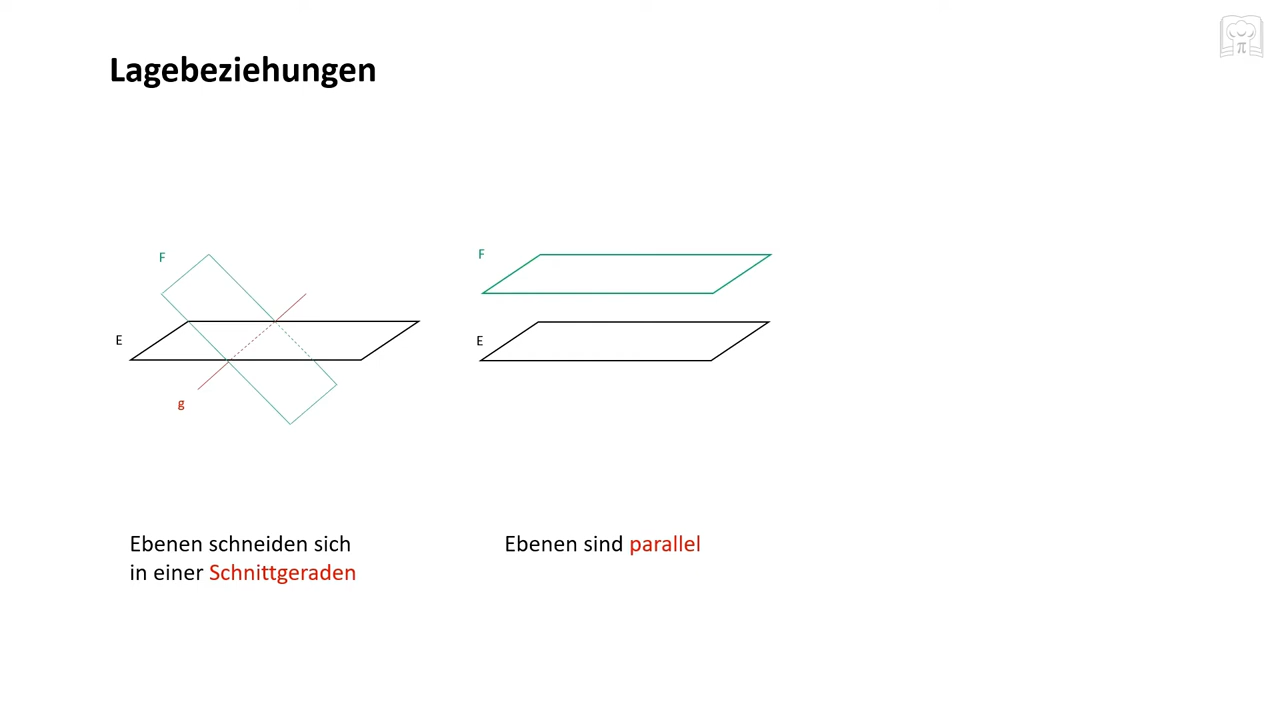 Lagebeziehungen
F
E
g
F
E
Ebenen schneiden sich
in einer Schnittgeraden
Ebenen sind parallel
π